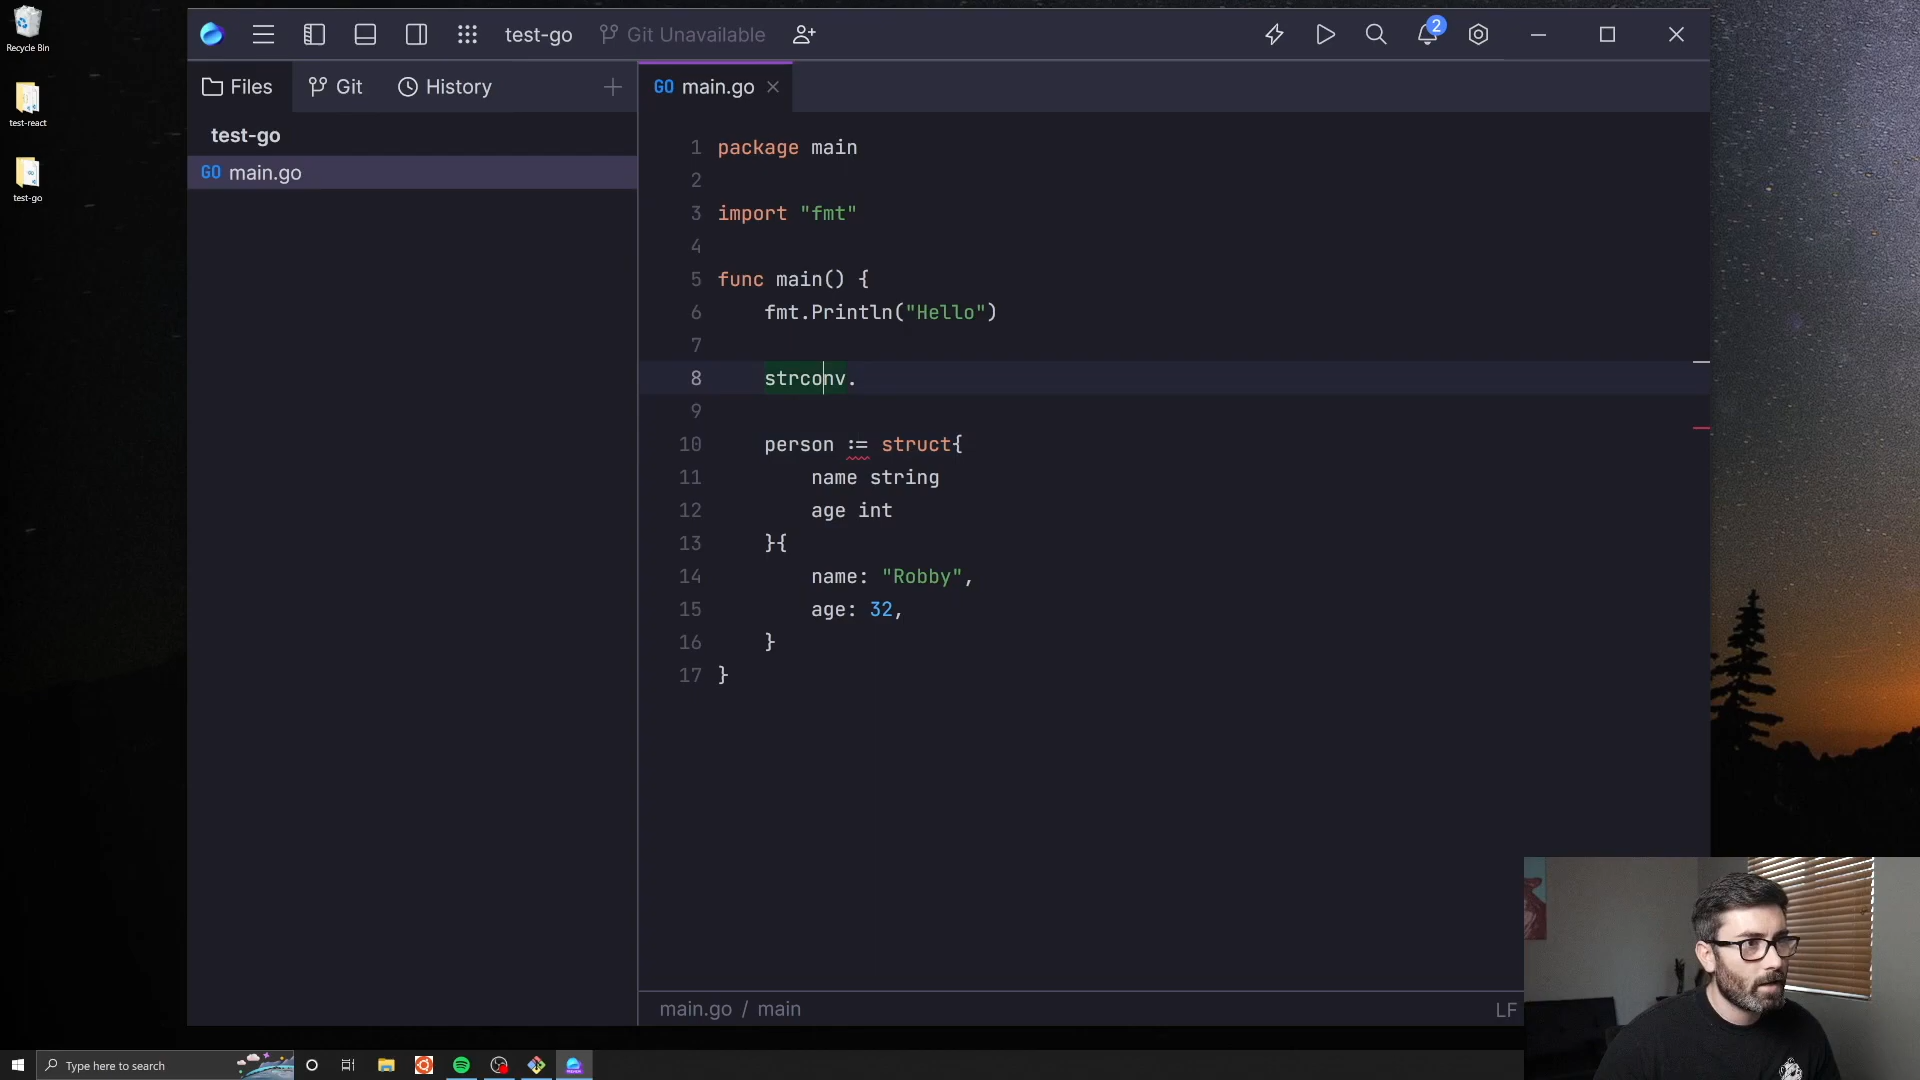 Recycle Bin
test-react
test-go
test-go
Git Unavailable
2
Files
Git
History
GO main.go
test-go
GO main.go
1 package main
2
3 import "fmt"
4
5 func main() {
6 fmt.Println("Hello")
7
8 strconv.
9
10 person := struct{
11 name string
12 age int
13 }{
14 name: "Robby",
15 age: 32,
16 }
17 }
main.go / main
LF
Type here to search